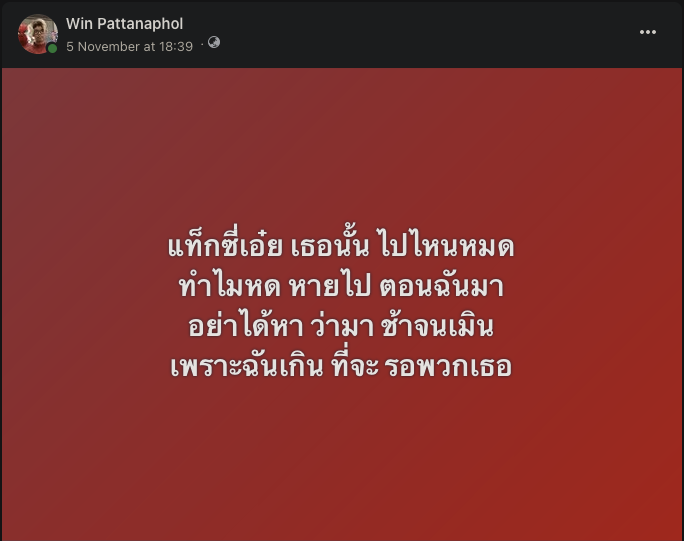 Win Pattanaphol
5 November at 18:39 ·
แท็กซี่เอ๋ย เธอนั้น ไปไหนหมด
ทำไมหด หายไป ตอนฉันมา
อย่าได้หา ว่ามา ช้าจนเมิน
เพราะฉันเกิน ที่จะ รอพวกเธอ